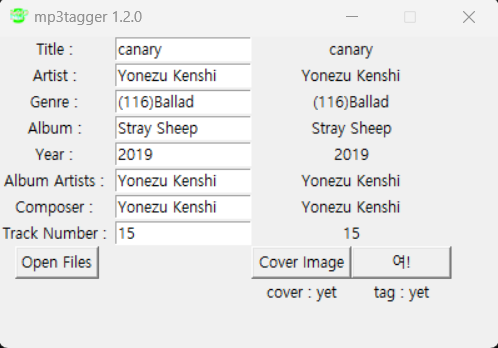 mp3tagger 1.2.0
Title : canary canary
Artist : Yonezu Kenshi Yonezu Kenshi
Genre : (116)Ballad (116)Ballad
Album : Stray Sheep Stray Sheep
Year : 2019 2019
Album Artists : Yonezu Kenshi Yonezu Kenshi
Composer : Yonezu Kenshi Yonezu Kenshi
Track Number : 15 15
Open Files Cover Image 여!
cover : yet tag : yet